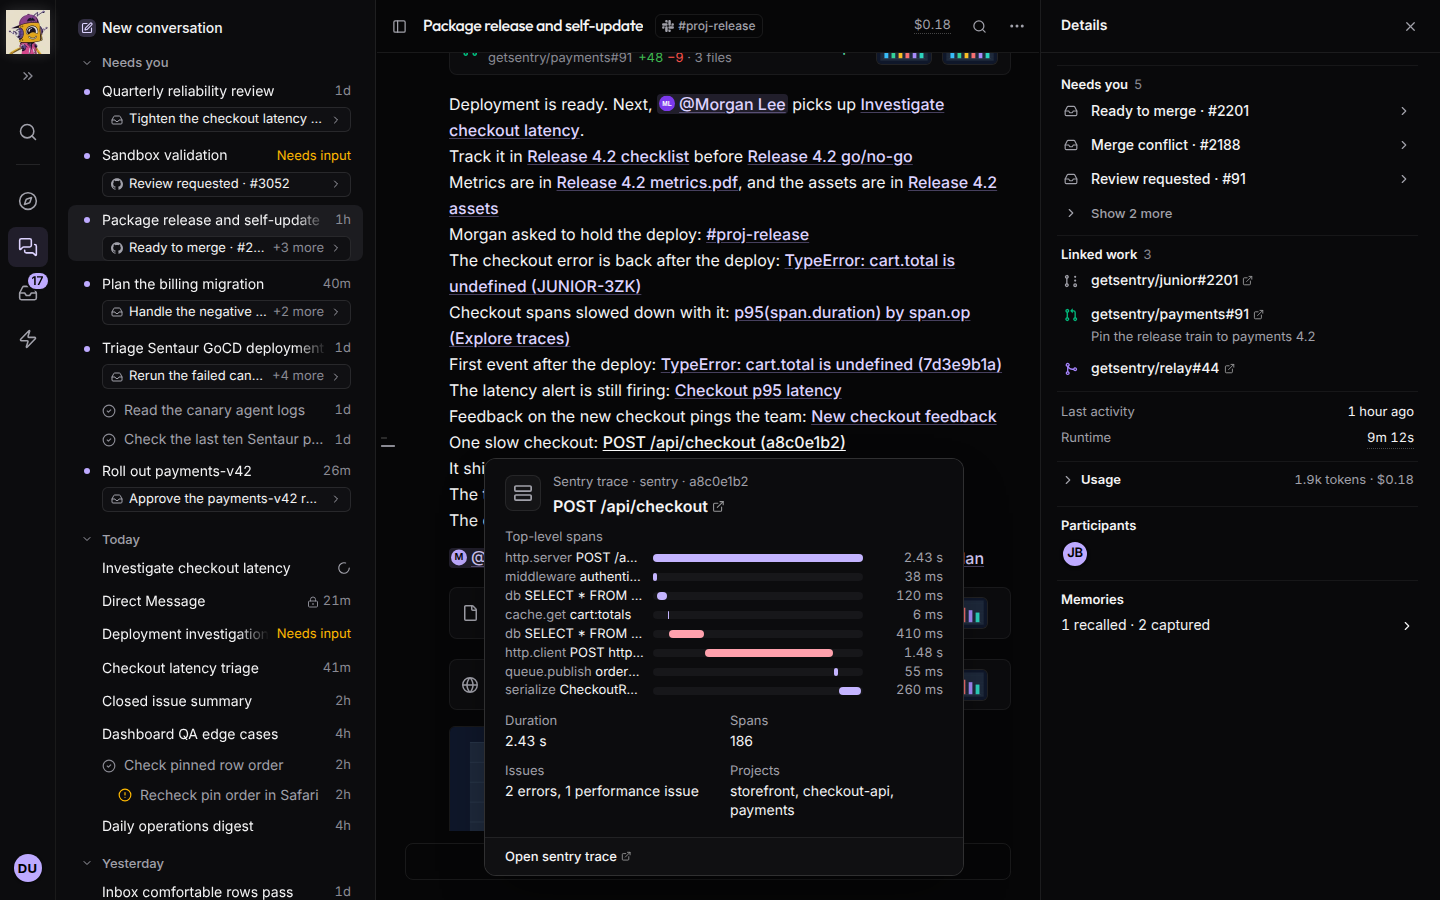 New conversation
Needs you
Quarterly reliability review 1d
Tighten the checkout latency ...
Sandbox validation Needs input
Review requested · #3052
Package release and self-update 1h
Ready to merge · #2... +3 more
Plan the billing migration 40m
Handle the negative ... +2 more
Triage Sentaur GoCD deployment 1d
Rerun the failed can... +4 more
Read the canary agent logs 1d
Check the last ten Sentaur p... 1d
Roll out payments-v42 26m
Approve the payments-v42 r...
Today
Investigate checkout latency
Direct Message 21m
Deployment investigation Needs input
Checkout latency triage 41m
Closed issue summary 2h
Dashboard QA edge cases 4h
Check pinned row order 2h
Recheck pin order in Safari 2h
Daily operations digest 4h
Yesterday
Inbox comfortable rows pass 1d
17
DU
Package release and self-update #proj-release $0.18
getsentry/payments#91 +48 −9 · 3 files
Deployment is ready. Next, ML @Morgan Lee picks up Investigate
checkout latency.
Track it in Release 4.2 checklist before Release 4.2 go/no-go
Metrics are in Release 4.2 metrics.pdf, and the assets are in Release 4.2
assets
Morgan asked to hold the deploy: #proj-release
The checkout error is back after the deploy: TypeError: cart.total is
undefined (JUNIOR-3ZK)
Checkout spans slowed down with it: p95(span.duration) by span.op
(Explore traces)
First event after the deploy: TypeError: cart.total is undefined (7d3e9b1a)
The latency alert is still firing: Checkout p95 latency
Feedback on the new checkout pings the team: New checkout feedback
One slow checkout: POST /api/checkout (a8c0e1b2)
It shi
The
The
M @
an
Sentry trace · sentry · a8c0e1b2
POST /api/checkout
Top-level spans
http.server POST /a... 2.43 s
middleware authenti... 38 ms
db SELECT * FROM ... 120 ms
cache.get cart:totals 6 ms
db SELECT * FROM ... 410 ms
http.client POST http... 1.48 s
queue.publish order... 55 ms
serialize CheckoutR... 260 ms
Duration Spans
2.43 s 186
Issues Projects
2 errors, 1 performance issue storefront, checkout-api,
payments
Open sentry trace
Details
Needs you 5
Ready to merge · #2201
Merge conflict · #2188
Review requested · #91
Show 2 more
Linked work 3
getsentry/junior#2201
getsentry/payments#91
Pin the release train to payments 4.2
getsentry/relay#44
Last activity 1 hour ago
Runtime 9m 12s
Usage 1.9k tokens · $0.18
Participants
JB
Memories
1 recalled · 2 captured